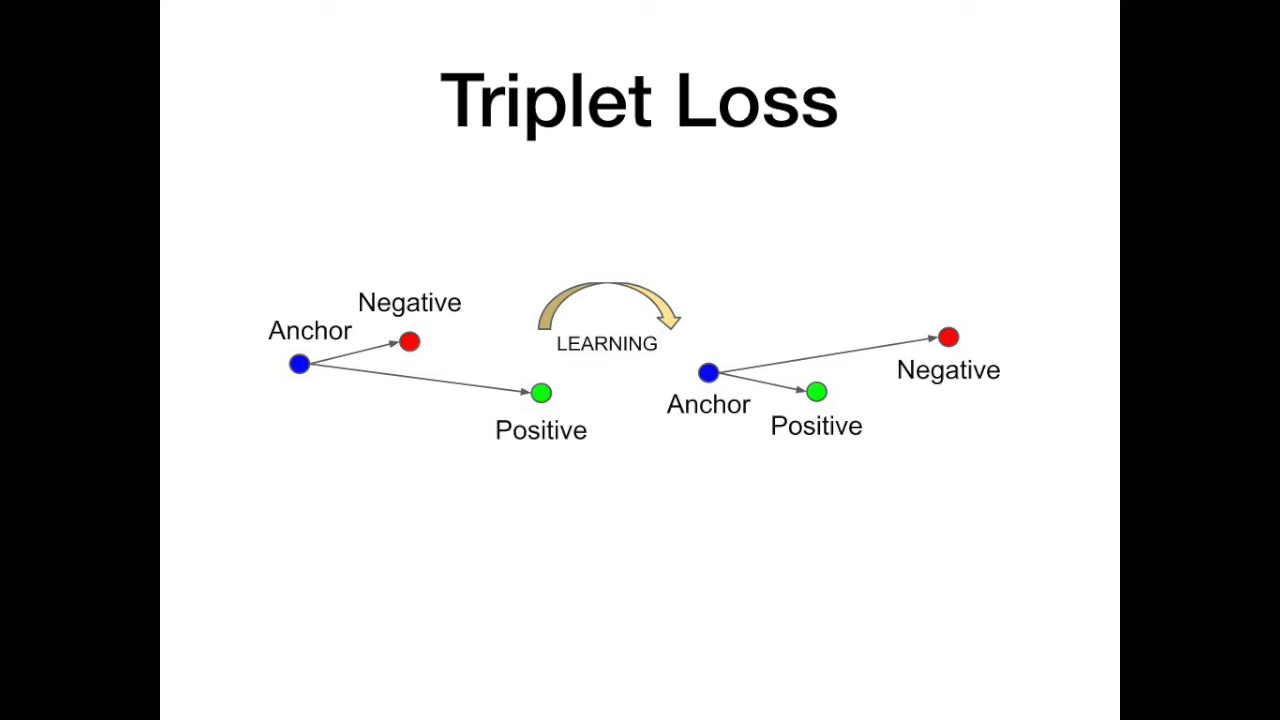 Triplet Loss
Negative
Anchor
Positive
LEARNING
Negative
Anchor
Positive